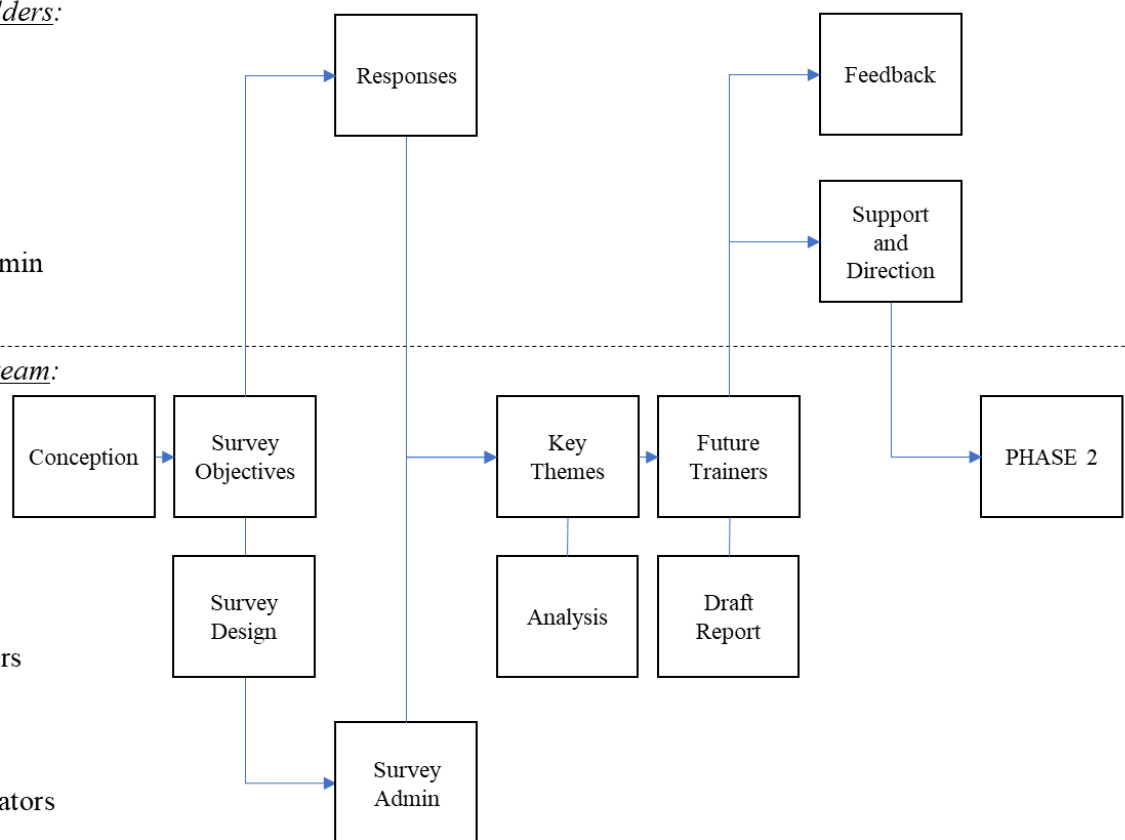 lders:
Responses
Feedback
Support
and
Direction
min
eam:
Conception
Survey
Objectives
Key
Themes
Future
Trainers
PHASE 2
Survey
Design
Analysis
Draft
Report
rs
Survey
Admin
ators